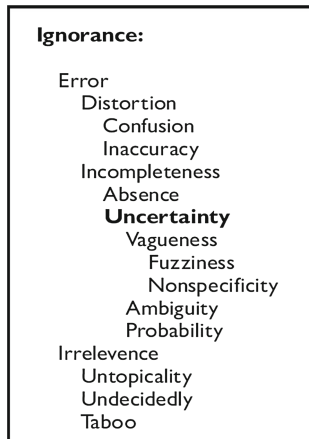 Ignorance:
Error
Distortion
Confusion
Inaccuracy
Incompleteness
Absence
Uncertainty
Vagueness
Fuzziness
Nonspecificity
Ambiguity
Probability
Irrelevence
Untopicality
Undecidedly
Taboo